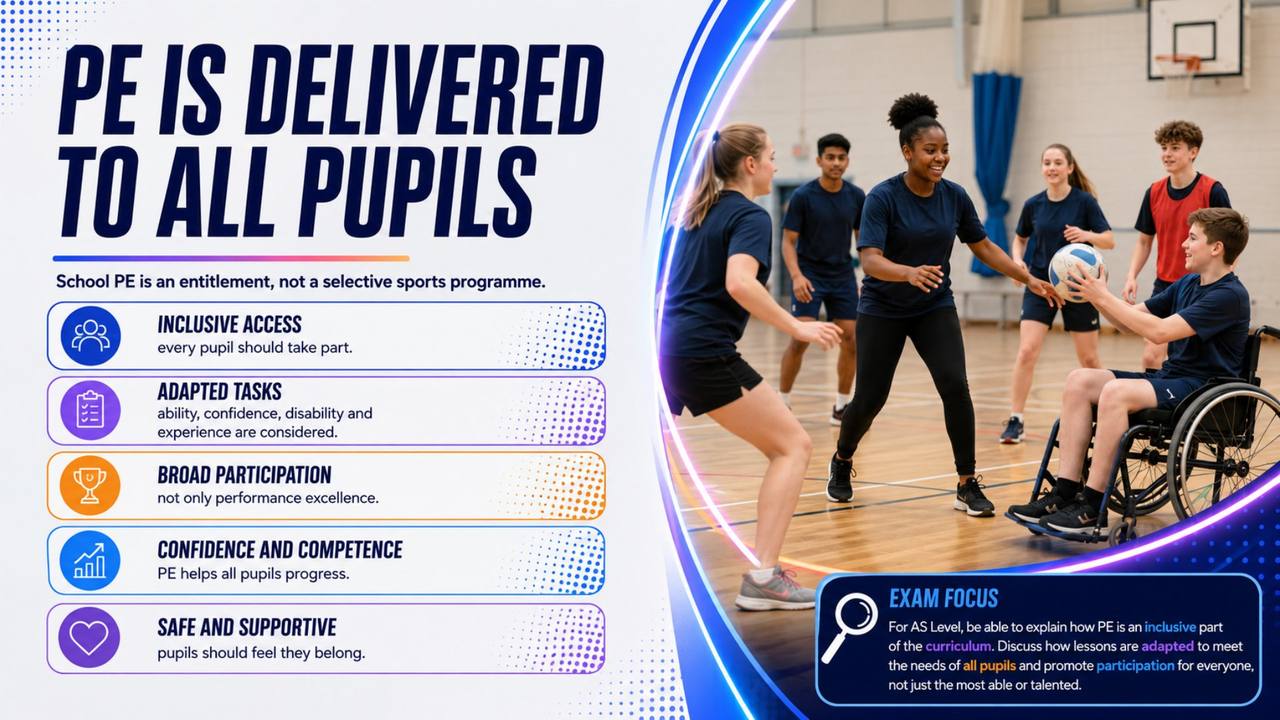 PE IS DELIVERED
TO ALL PUPILS
School PE is an entitlement, not a selective sports programme.
INCLUSIVE ACCESS
every pupil should take part.
ADAPTED TASKS
ability, confidence, disability and
experience are considered.
BROAD PARTICIPATION
not only performance excellence.
CONFIDENCE AND COMPETENCE
PE helps all pupils progress.
SAFE AND SUPPORTIVE
pupils should feel they belong.
EXAM FOCUS
For AS Level, be able to explain how PE is an inclusive part
of the curriculum. Discuss how lessons are adapted to meet
the needs of all pupils and promote participation for everyone,
not just the most able or talented.